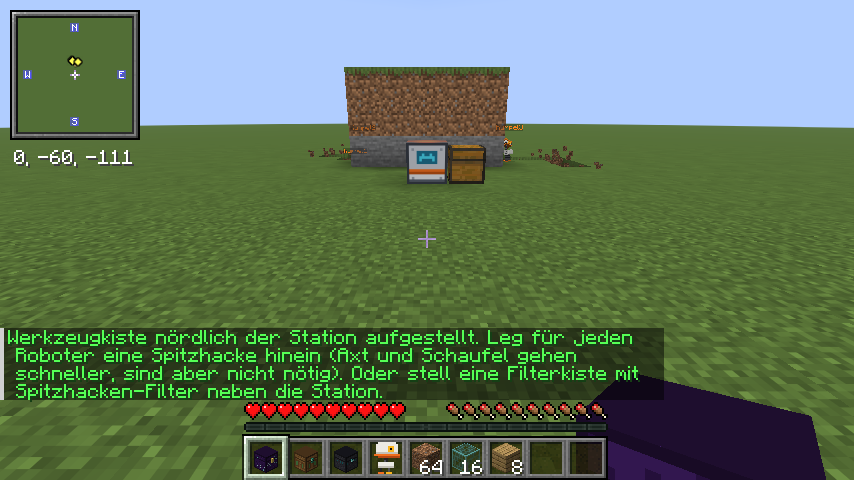 N
W
E
S
0, -60, -111
Werkzeugkiste nördlich der Station aufgestellt. Leg für jeden
Roboter eine Spitzhacke hinein (Axt und Schaufel gehen
schneller, sind aber nicht nötig). Oder stell eine Filterkiste mit
Spitzhacken-Filter neben die Station.
64
16
8